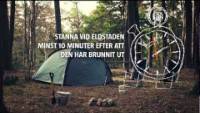 STANNA VID ELDSTADEN
MINST 10 MINUTER EFTER ATT
DEN HAR BRUNNIT UT